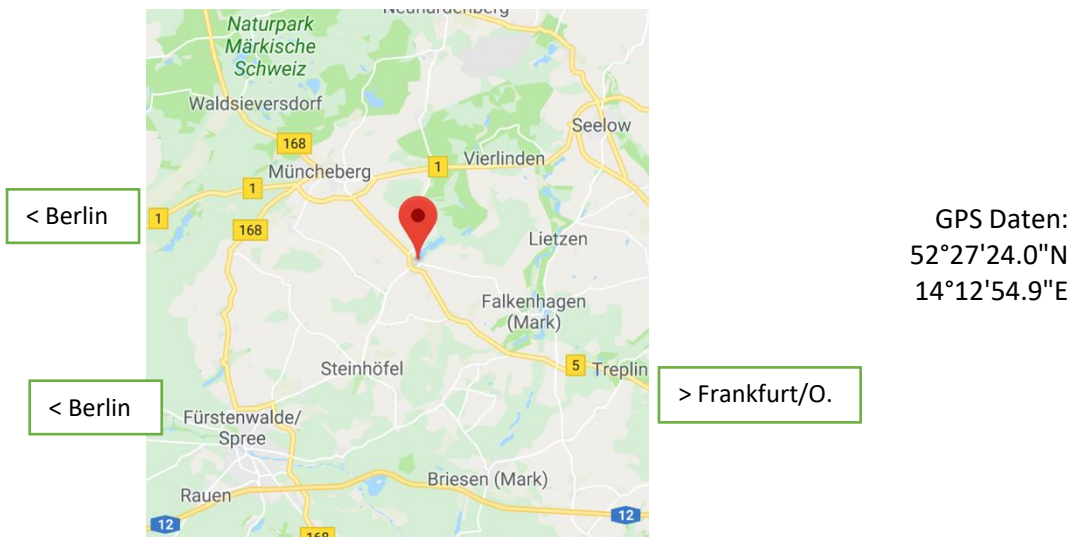 Neuhardenberg
Naturpark
Märkische
Schweiz
Waldsieversdorf
Seelow
168
Vierlinden
1
Müncheberg
1
< Berlin
1
168
Lietzen
GPS Daten:
52°27'24.0"N
14°12'54.9"E
Falkenhagen
(Mark)
Steinhöfel
5
Treplin
> Frankfurt/O.
< Berlin
Fürstenwalde/
Spree
Briesen (Mark)
Rauen
12
12
168